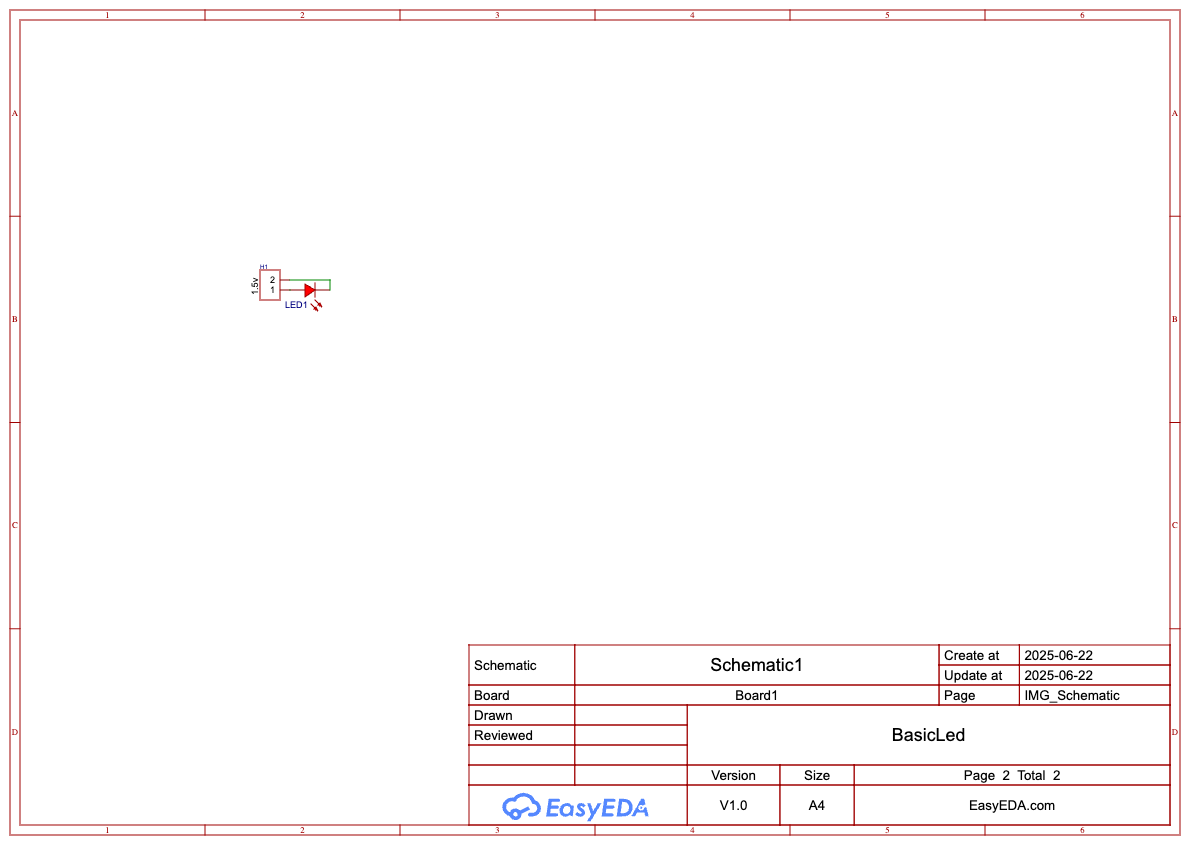 1 2 3 4 5 6
A A
H1
2
1.5v
1
LED1
B B
C C
Schematic Schematic1 Create at 2025-06-22
Update at 2025-06-22
Board Board1 Page IMG_Schematic
Drawn
D BasicLed D
Reviewed
Version Size Page 2 Total 2
EasyEDA V1.0 A4 EasyEDA.com
1 2 3 4 5 6